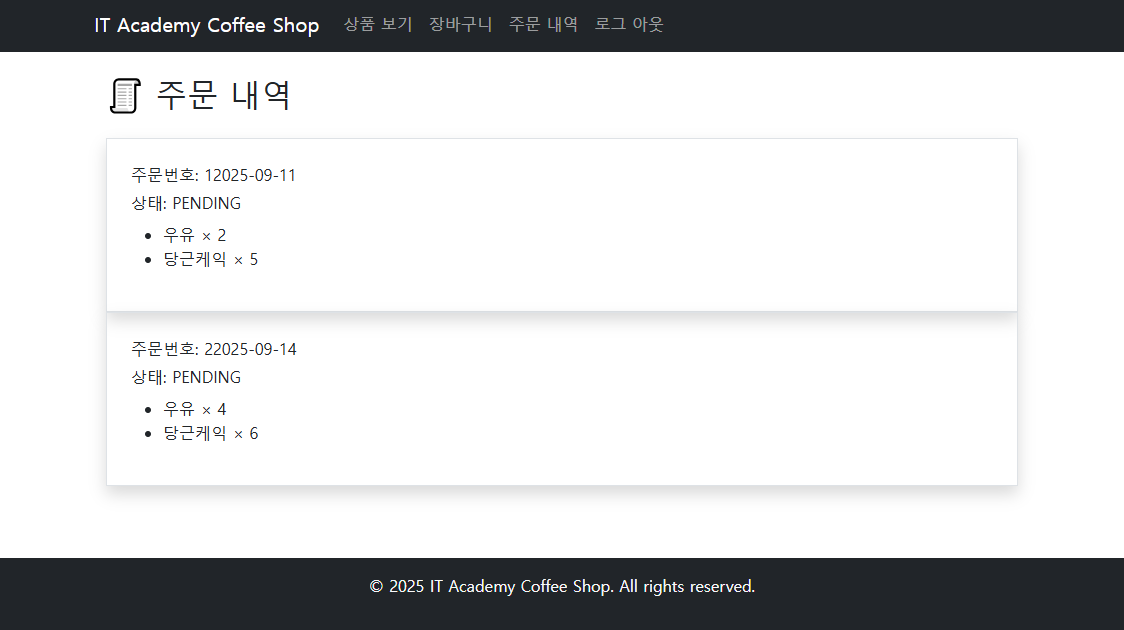 IT Academy Coffee Shop 상품 보기 장바구니 주문 내역 로그 아웃
주문 내역
주문번호: 12025-09-11
상태: PENDING
• 우유 × 2
• 당근케익 × 5
주문번호: 22025-09-14
상태: PENDING
• 우유 × 4
• 당근케익 × 6
© 2025 IT Academy Coffee Shop. All rights reserved.